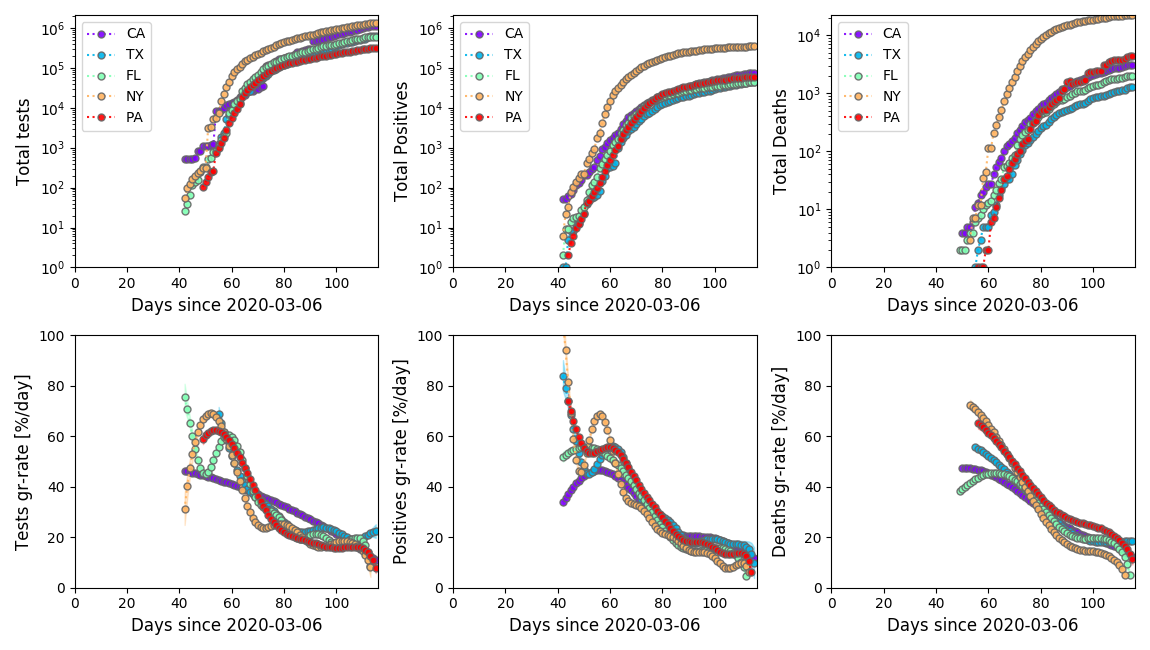 Total tests
10⁶
10⁵
10⁴
10³
10²
10¹
10⁰
CA
TX
FL
NY
PA
0 20 40 60 80 100
Days since 2020-03-06
Total Positives
10⁶
10⁵
10⁴
10³
10²
10¹
10⁰
CA
TX
FL
NY
PA
0 20 40 60 80 100
Days since 2020-03-06
Total Deaths
10⁴
10³
10²
10¹
10⁰
CA
TX
FL
NY
PA
0 20 40 60 80 100
Days since 2020-03-06
Tests gr-rate [%/day]
100
80
60
40
20
0
0 20 40 60 80 100
Days since 2020-03-06
Positives gr-rate [%/day]
100
80
60
40
20
0
0 20 40 60 80 100
Days since 2020-03-06
Deaths gr-rate [%/day]
100
80
60
40
20
0
0 20 40 60 80 100
Days since 2020-03-06